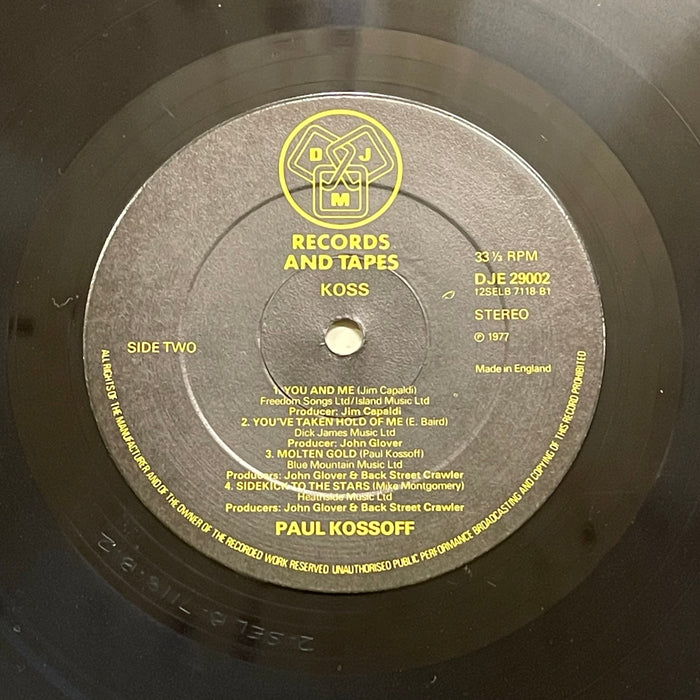 D J
M
RECORDS
AND TAPES
KOSS
33⅓ RPM
DJE 29002
12SELB 7118-B1
STEREO
℗ 1977
Made in England
SIDE TWO
1. YOU AND ME (Jim Capaldi)
Freedom Songs Ltd/Island Music Ltd
Producer: Jim Capaldi
2. YOU'VE TAKEN HOLD OF ME (E. Baird)
Dick James Music Ltd
Producer: John Glover
3. MOLTEN GOLD (Paul Kossoff)
Blue Mountain Music Ltd
Producers: John Glover & Back Street Crawler
4. SIDEKICK TO THE STARS (Mike Montgomery)
Heathside Music Ltd
Producers: John Glover & Back Street Crawler
PAUL KOSSOFF
ALL RIGHTS OF THE MANUFACTURER AND OF THE OWNER OF THE RECORDED WORK RESERVED UNAUTHORISED PUBLIC PERFORMANCE BROADCASTING AND COPYING OF THIS RECORD PROHIBITED